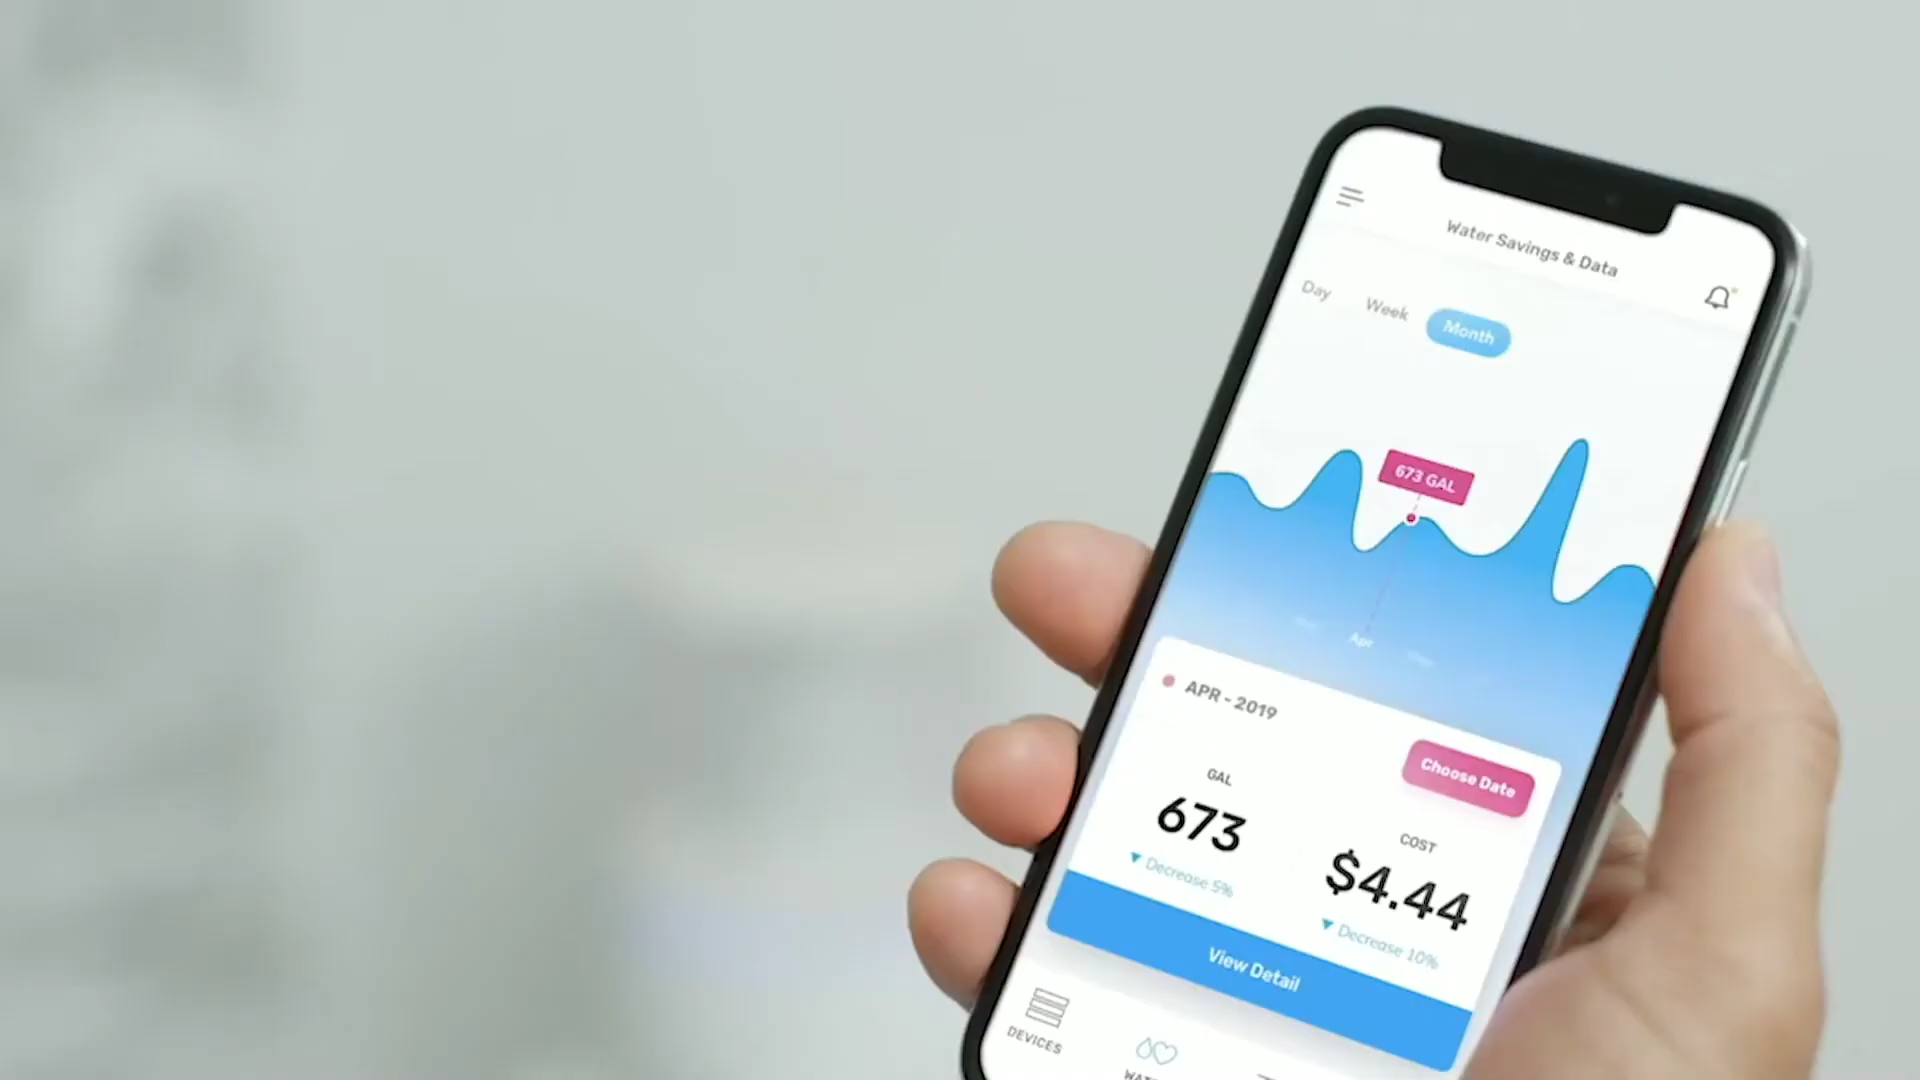 Water Savings & Data
Day Week Month
673 GAL
Apr
APR - 2019
Choose Date
GAL
673
Decrease 5%
COST
$4.44
Decrease 10%
View Detail
DEVICES